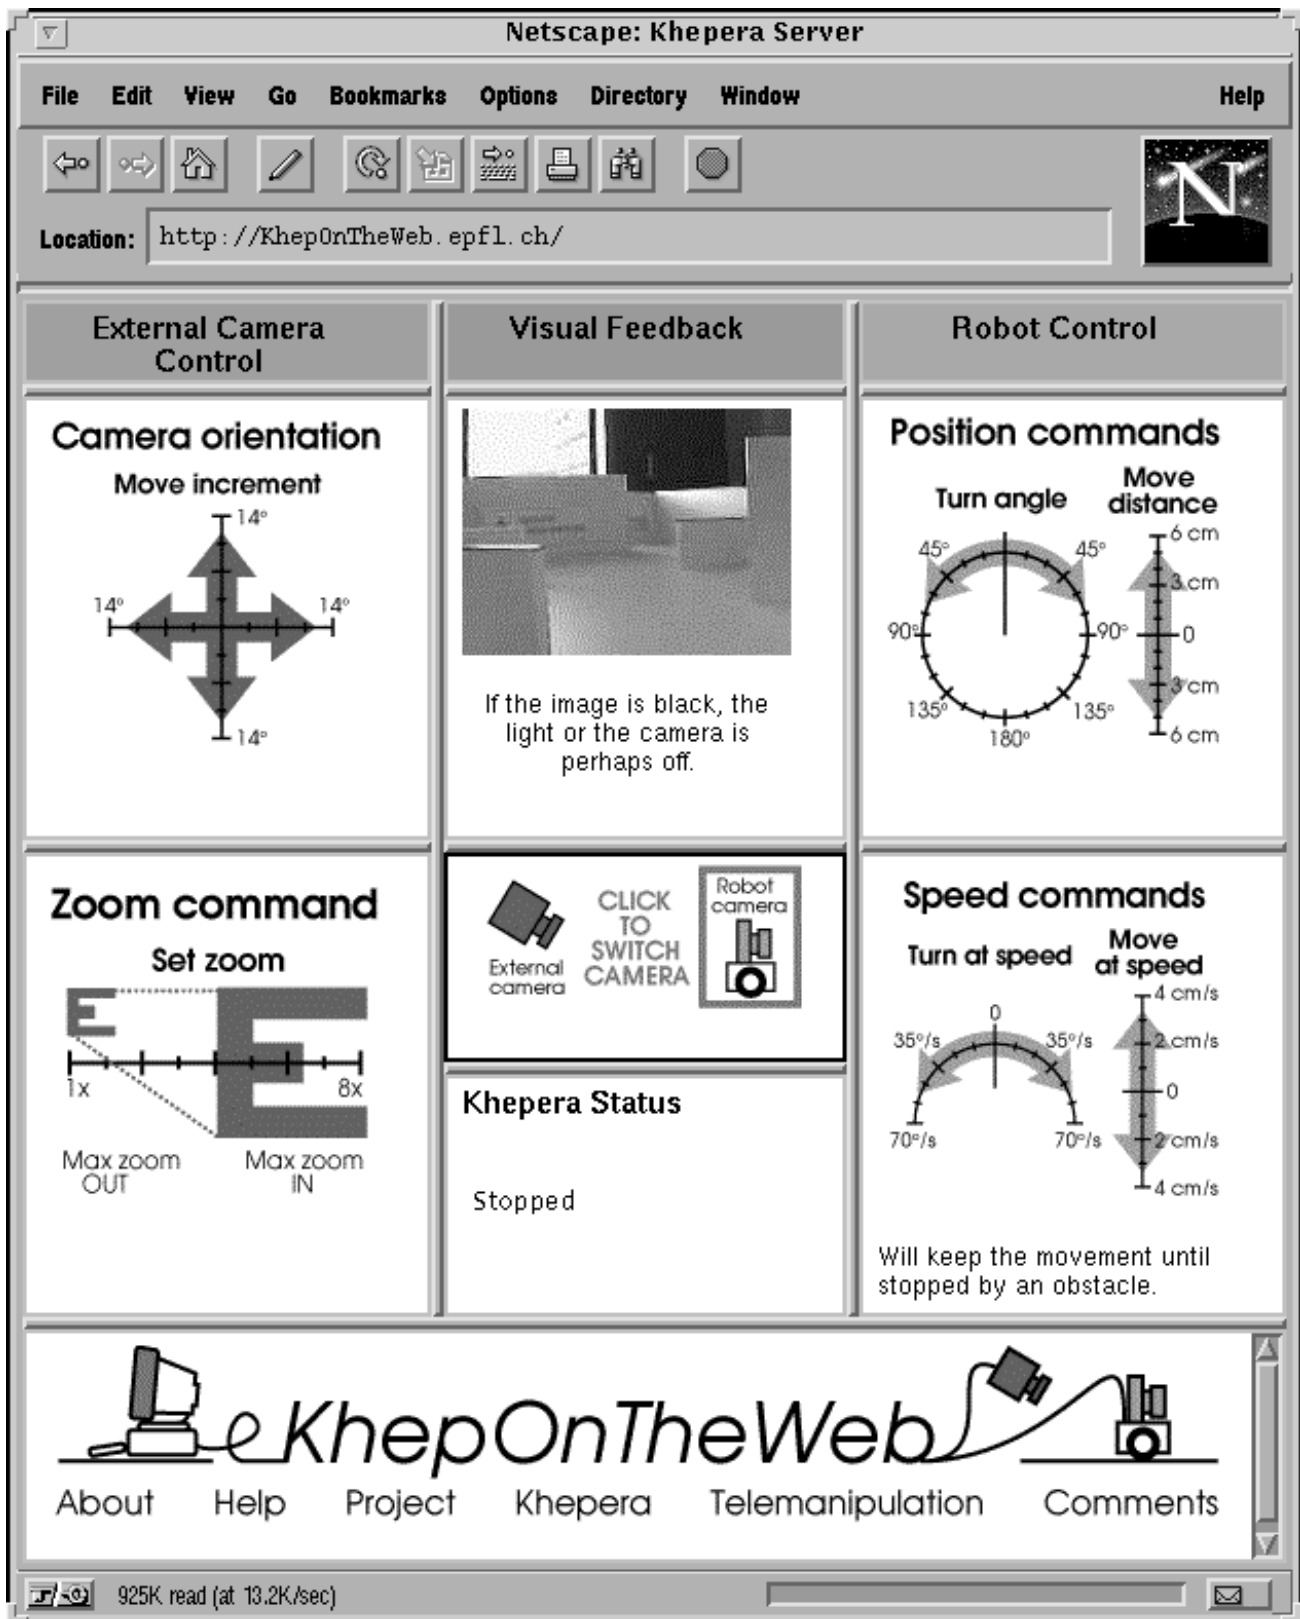 Netscape: Khepera Server
File Edit View Go Bookmarks Options Directory Window Help
N
Location: http://KhepOnTheWeb.epfl.ch/
External Camera
Control
Visual Feedback
Robot Control
Camera orientation
Move increment
14°
14° 14°
14°
If the image is black, the
light or the camera is
perhaps off.
Position commands
Turn angle
Move
distance
45° 45°
90° 90°
135° 135°
180°
6 cm
3 cm
0
3 cm
6 cm
Zoom command
Set zoom
E
E
1x 8x
Max zoom
OUT
Max zoom
IN
External
camera
CLICK
TO
SWITCH
CAMERA
Robot
camera
Khepera Status
Stopped
Speed commands
Turn at speed
Move
at speed
0
35°/s 35°/s
70°/s 70°/s
4 cm/s
2 cm/s
0
2 cm/s
4 cm/s
Will keep the movement until
stopped by an obstacle.
KhepOnTheWeb
About Help Project Khepera Telemanipulation Comments
925K read (at 13.2K/sec)